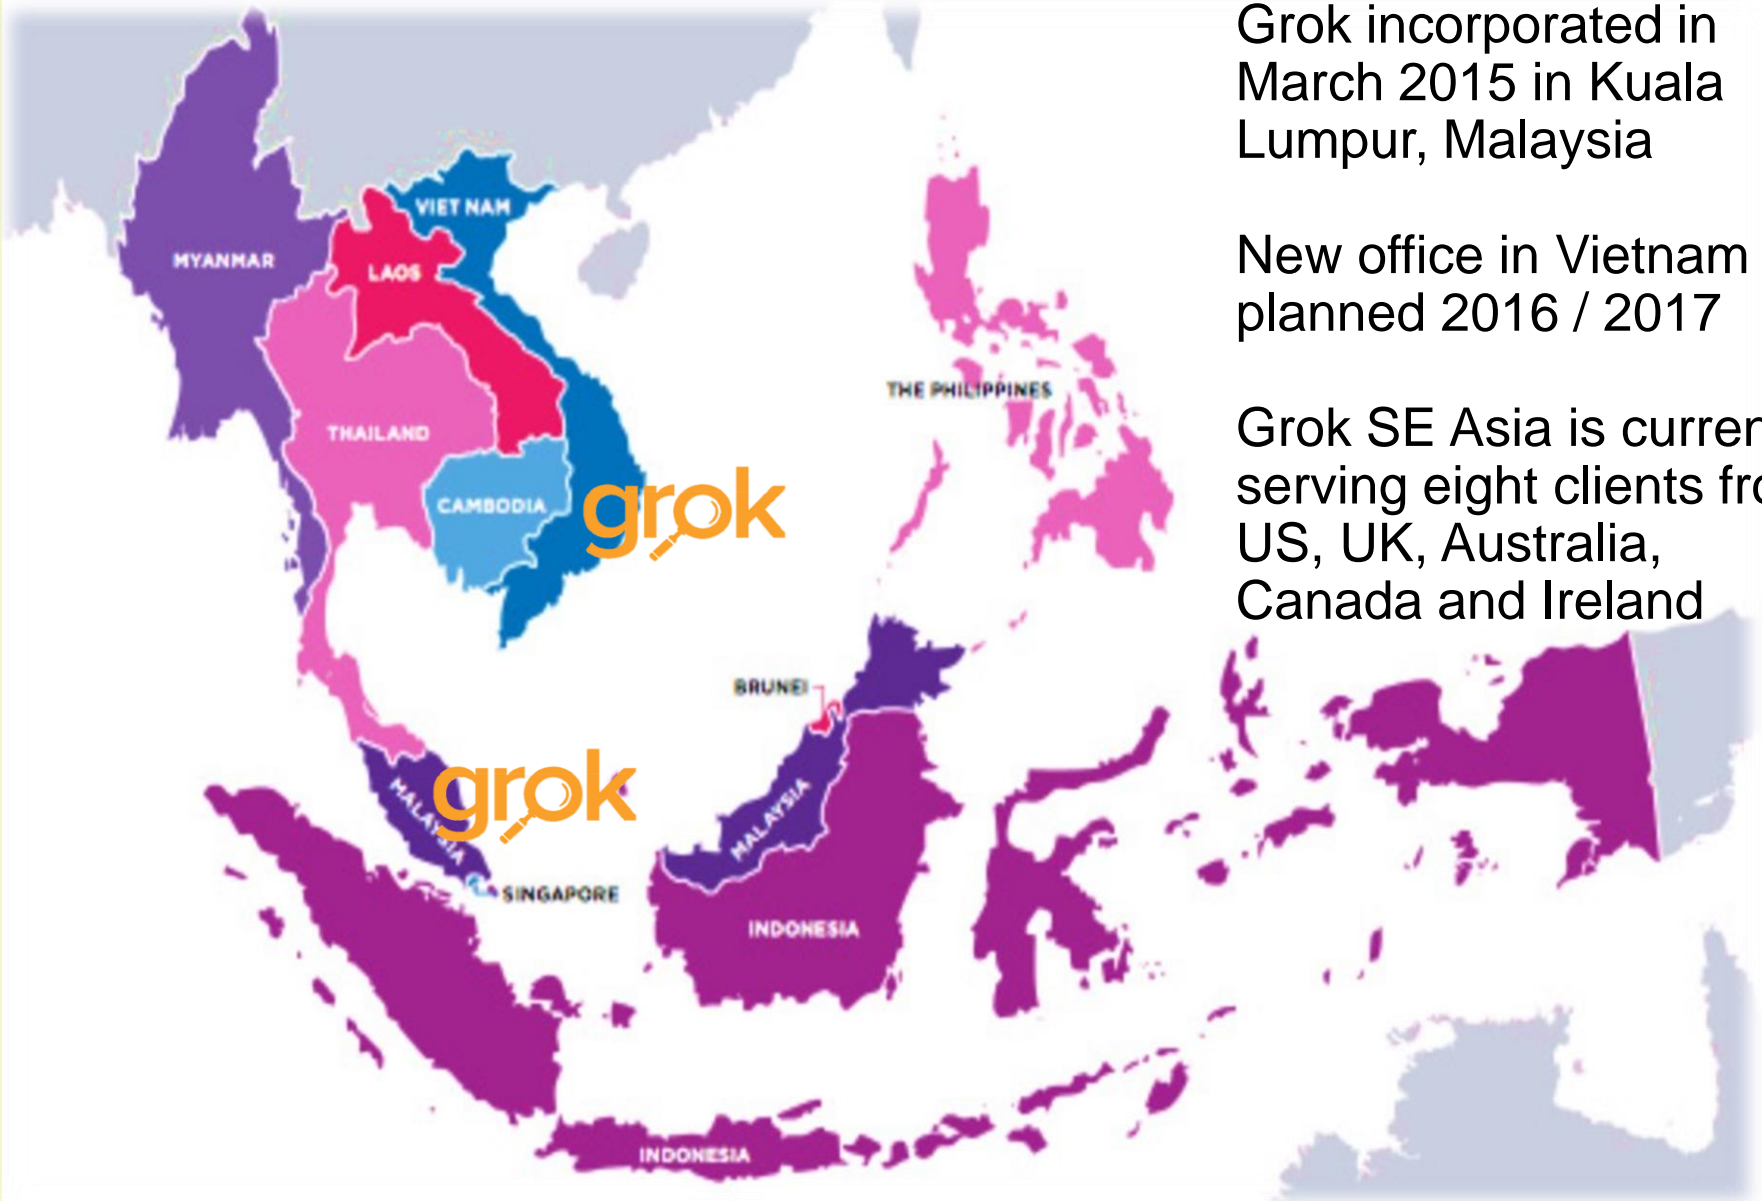 Grok incorporated in
March 2015 in Kuala
Lumpur, Malaysia
New office in Vietnam
planned 2016 / 2017
Grok SE Asia is curren
serving eight clients fro
US, UK, Australia,
Canada and Ireland
VIET NAM
MYANMAR
LAOS
THE PHILIPPINES
THAILAND
CAMBODIA
grok
BRUNEI
grok
MALAYSIA
MALAYSIA
SINGAPORE
INDONESIA
INDONESIA